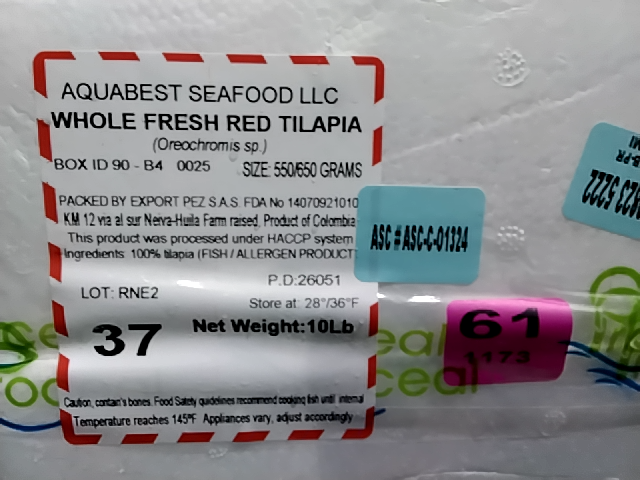 AQUABEST SEAFOOD LLC
WHOLE FRESH RED TILAPIA
(Oreochromis sp.)
BOX ID 90 - B4 0025 SIZE: 550/650 GRAMS
PACKED BY EXPORT PEZ S.A.S. FDA No 14070921010
KM 12 via al sur Neiva-Huila Farm raised, Product of Colombia
This product was processed under HACCP system
Ingredients: 100% tilapia (FISH / ALLERGEN PRODUCT
P.D:26051
LOT: RNE2
Store at: 28°/36°F
37
Net Weight:10Lb
Caution, contain's bones. Food Safety guidelines recommend cooking fish until internal
Temperature reaches 145ºF Appliances vary, adjust accordingly
ASC # ASC-C-01324
61
1173
B-PR
5222